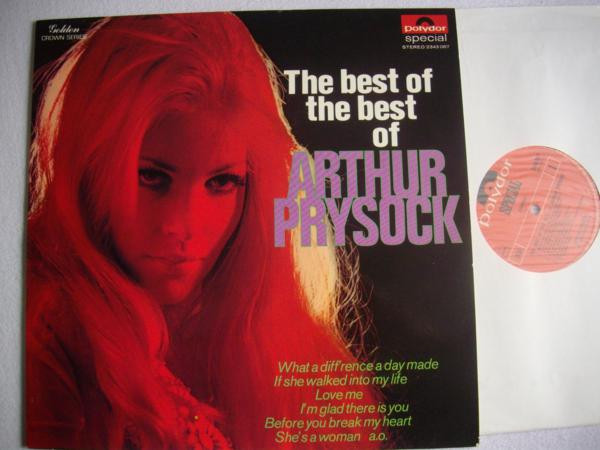 Golden
CROWN SERIES
Polydor
special
STEREO 2343 067
The best of
the best
of
ARTHUR
PRYSOCK
What a diff'rence a day made
If she walked into my life
Love me
I'm glad there is you
Before you break my heart
She's a woman a.o.
Polydor
SPECIAL